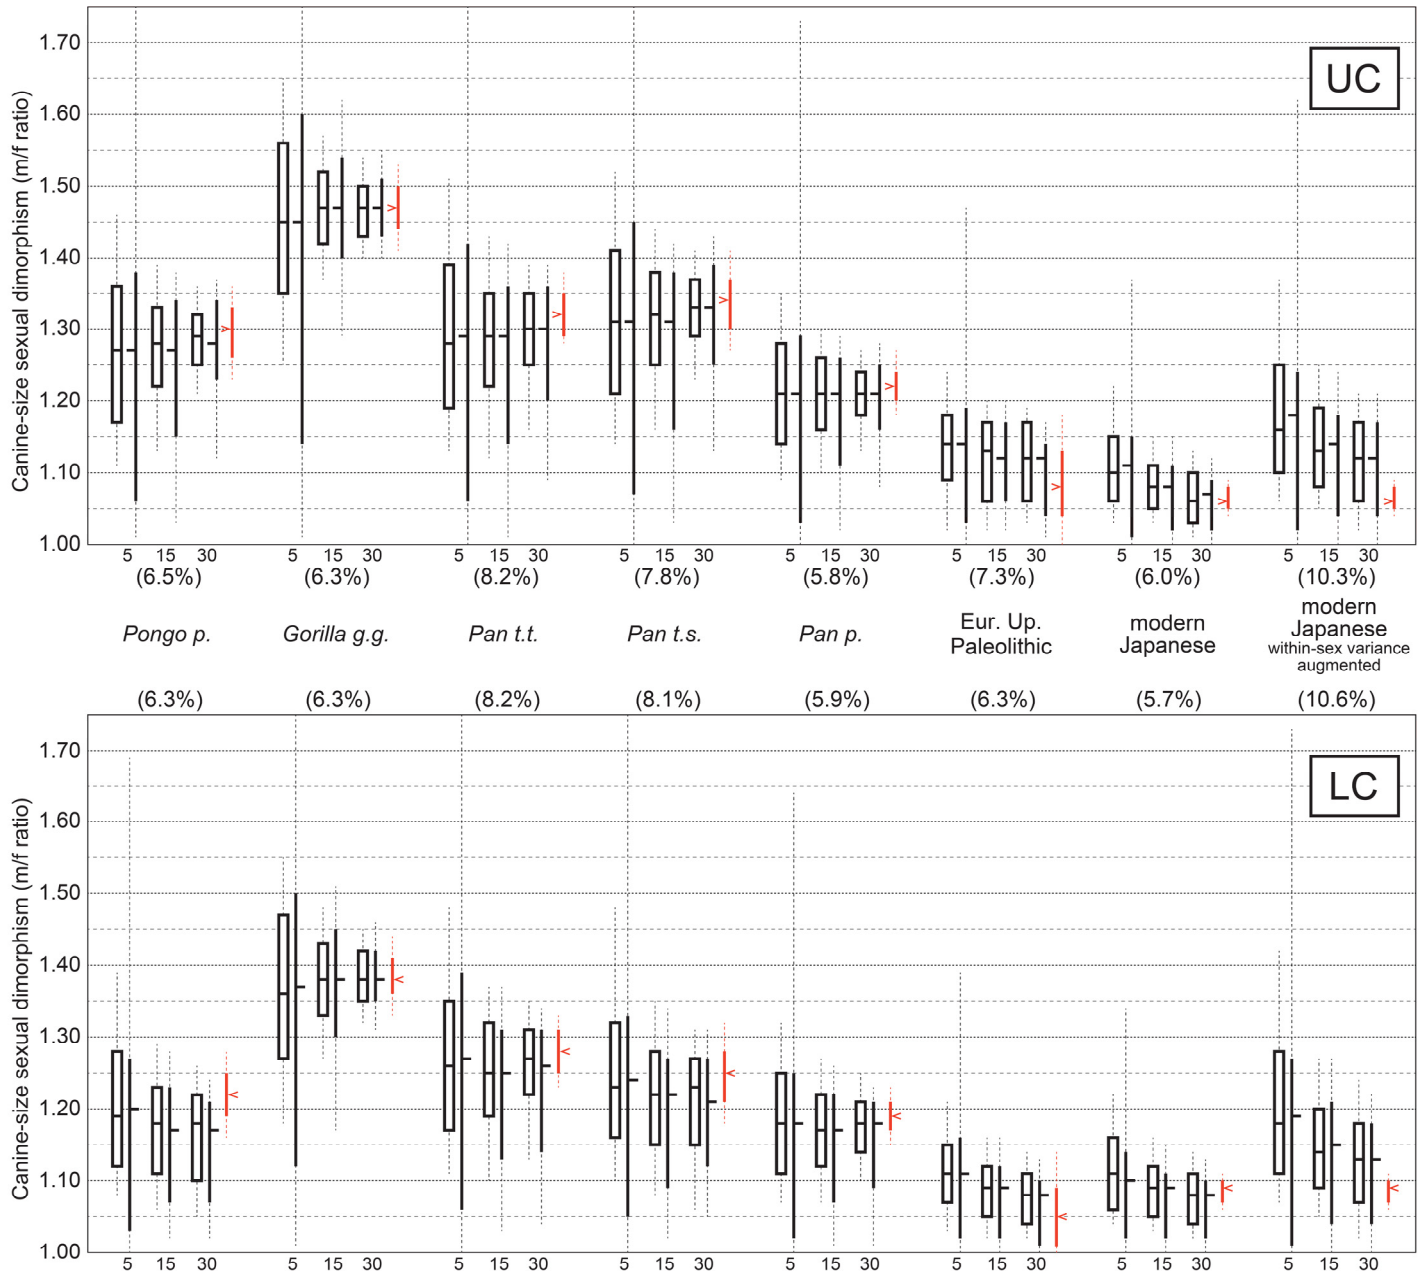 Canine-size sexual dimorphism (m/f ratio)
UC
1.70
1.60
1.50
1.40
1.30
1.20
1.10
1.00
5 15 30 5 15 30 5 15 30 5 15 30 5 15 30 5 15 30 5 15 30 5 15 30
(6.5%) (6.3%) (8.2%) (7.8%) (5.8%) (7.3%) (6.0%) (10.3%)
Pongo p.
Gorilla g.g.
Pan t.t.
Pan t.s.
Pan p.
Eur. Up.
Paleolithic
modern
Japanese
modern
Japanese
within-sex variance
augmented
(6.3%) (6.3%) (8.2%) (8.1%) (5.9%) (6.3%) (5.7%) (10.6%)
Canine-size sexual dimorphism (m/f ratio)
LC
1.70
1.60
1.50
1.40
1.30
1.20
1.10
1.00
5 15 30 5 15 30 5 15 30 5 15 30 5 15 30 5 15 30 5 15 30 5 15 30